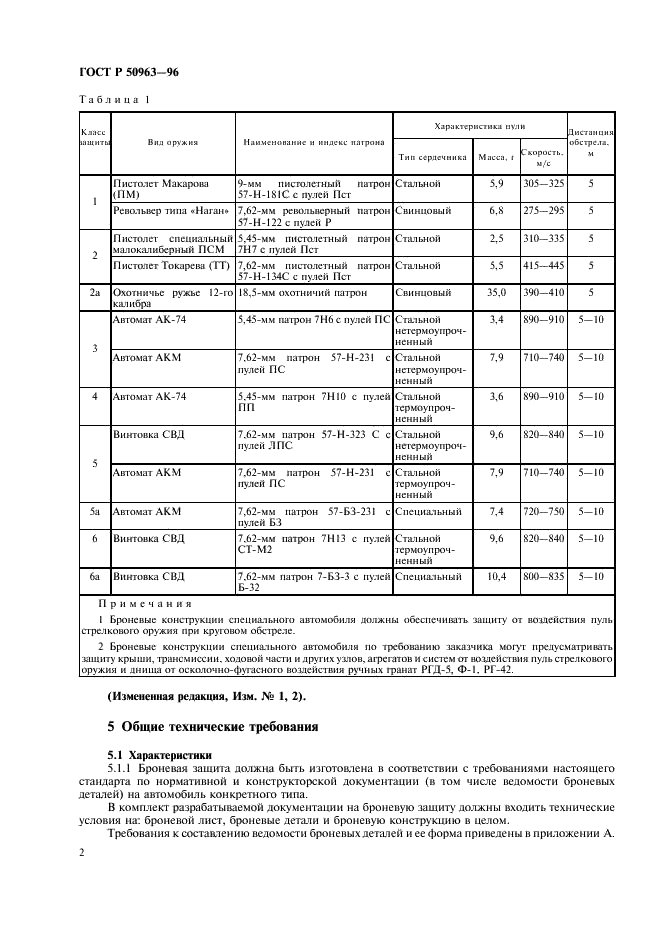 ГОСТ Р 50963—96
Таблица 1
Класс защиты
Вид оружия
Наименование и индекс патрона
Характеристика пули
Дистанция обстрела, м
Тип сердечника
Масса, г
Скорость, м/с
1
Пистолет Макарова (ПМ)
9-мм пистолетный патрон 57-Н-181С с пулей Пст
Стальной
5,9
305—325
5
Револьвер типа «Наган»
7,62-мм револьверный патрон 57-Н-122 с пулей Р
Свинцовый
6,8
275—295
5
2
Пистолет специальный малокалиберный ПСМ
5,45-мм пистолетный патрон 7Н7 с пулей Пст
Стальной
2,5
310—335
5
Пистолет Токарева (ТТ)
7,62-мм пистолетный патрон 57-Н-134С с пулей Пст
Стальной
5,5
415—445
5
2а
Охотничье ружье 12-го калибра
18,5-мм охотничий патрон
Свинцовый
35,0
390—410
5
3
Автомат АК-74
5,45-мм патрон 7Н6 с пулей ПС
Стальной нетермоупроч-ненный
3,4
890—910
5—10
Автомат АКМ
7,62-мм патрон 57-Н-231 с пулей ПС
Стальной нетермоупроч-ненный
7,9
710—740
5—10
4
Автомат АК-74
5,45-мм патрон 7Н10 с пулей ПП
Стальной термоупроч-ненный
3,6
890—910
5—10
5
Винтовка СВД
7,62-мм патрон 57-Н-323 С с пулей ЛПС
Стальной нетермоупроч-ненный
9,6
820—840
5—10
Автомат АКМ
7,62-мм патрон 57-Н-231 с пулей ПС
Стальной термоупроч-ненный
7,9
710—740
5—10
5а
Автомат АКМ
7,62-мм патрон 57-БЗ-231 с пулей БЗ
Специальный
7,4
720—750
5—10
6
Винтовка СВД
7,62-мм патрон 7Н13 с пулей СТ-М2
Стальной термоупроч-ненный
9,6
820—840
5—10
6а
Винтовка СВД
7,62-мм патрон 7-БЗ-3 с пулей Б-32
Специальный
10,4
800—835
5—10
Примечания
1 Броневые конструкции специального автомобиля должны обеспечивать защиту от воздействия пуль
стрелкового оружия при круговом обстреле.
2 Броневые конструкции специального автомобиля по требованию заказчика могут предусматривать
защиту крыши, трансмиссии, ходовой части и других узлов, агрегатов и систем от воздействия пуль стрелкового
оружия и днища от осколочно-фугасного воздействия ручных гранат РГД-5, Ф-1, РГ-42.
(Измененная редакция, Изм. № 1, 2).
5 Общие технические требования
5.1 Характеристики
5.1.1 Броневая защита должна быть изготовлена в соответствии с требованиями настоящего
стандарта по нормативной и конструкторской документации (в том числе ведомости броневых
деталей) на автомобиль конкретного типа.
В комплект разрабатываемой документации на броневую защиту должны входить технические
условия на: броневой лист, броневые детали и броневую конструкцию в целом.
Требования к составлению ведомости броневых деталей и ее форма приведены в приложении А.
2